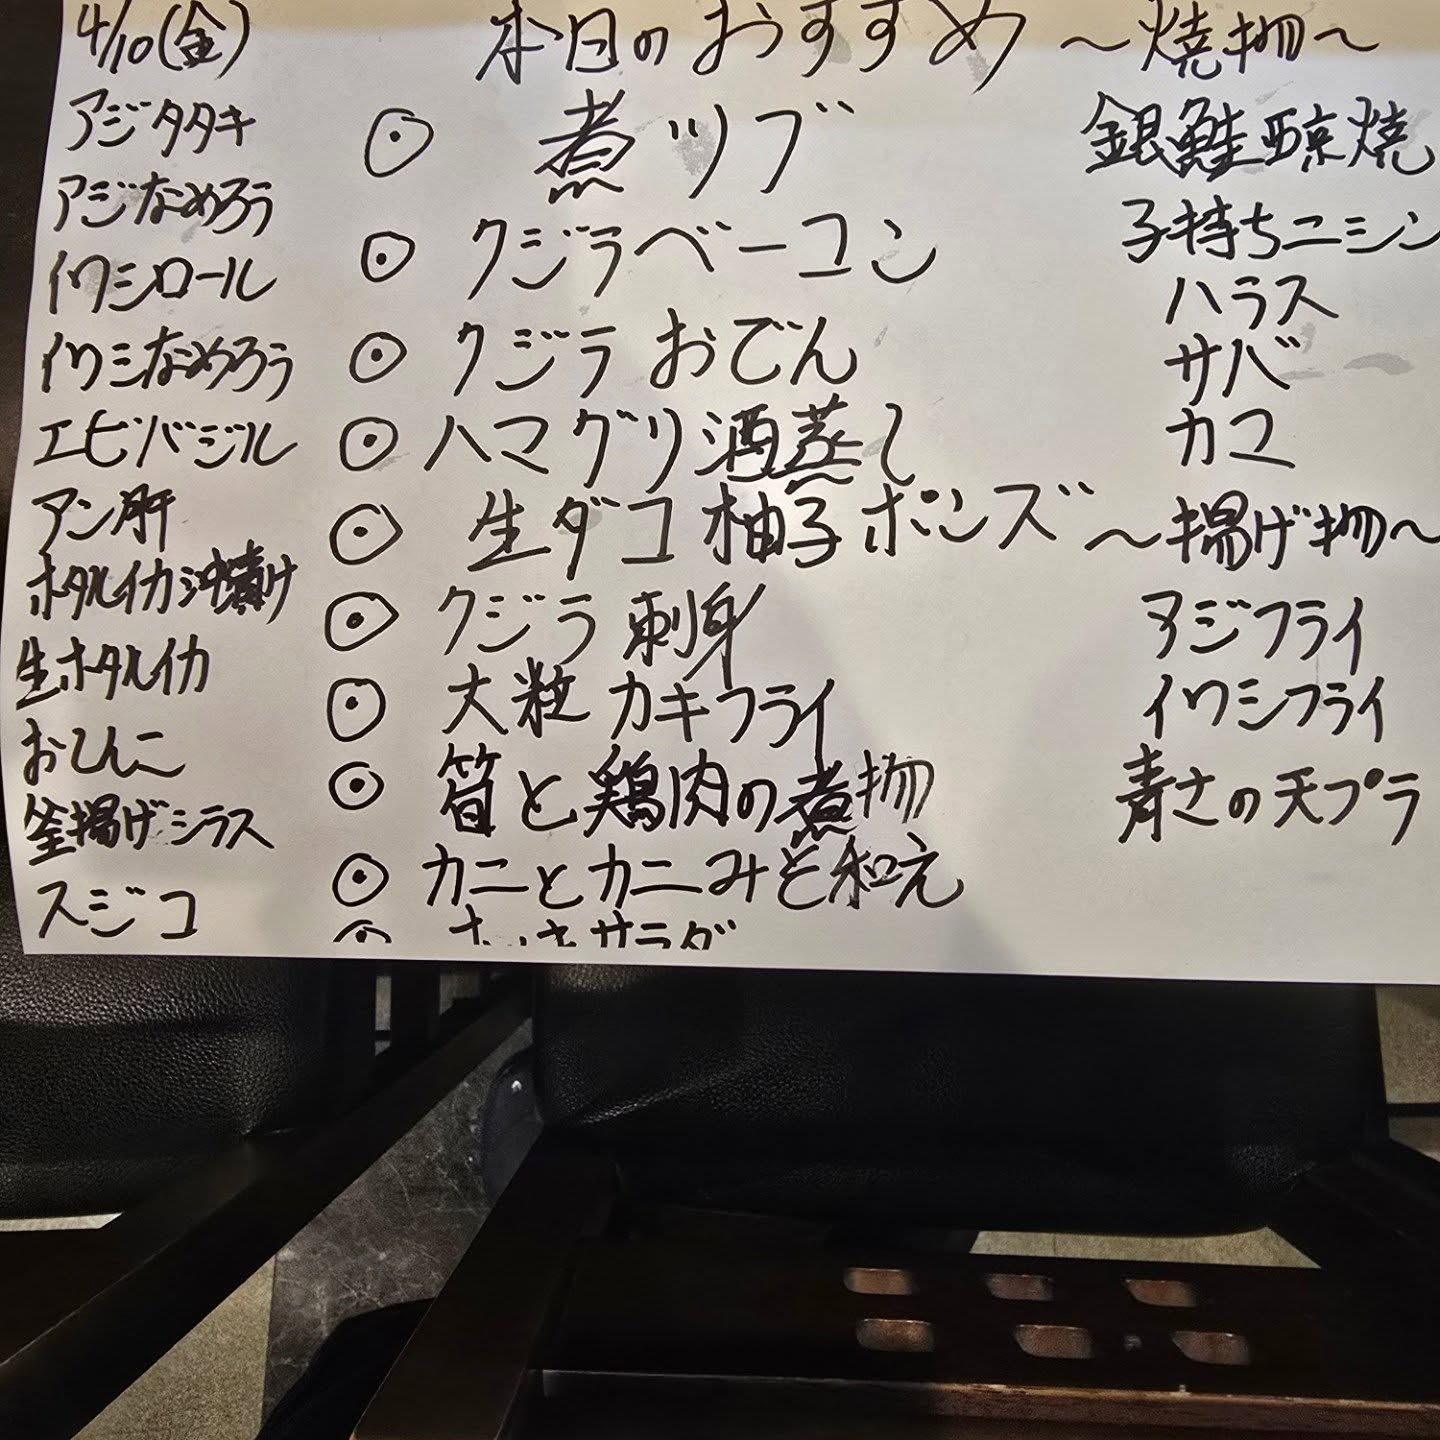 4/10(金)
アジタタキ
アジなめろう
イワシロール
イワシなめろう
エビバジル
アン肝
ホタルイカ沖漬け
生ホタルイカ
おしんこ
釜揚げシラス
スジコ
本日のおすすめ
◉ 煮ツブ
◉ クジラベーコン
◉ クジラおでん
◉ ハマグリ酒蒸し
◉ 生ダコ柚子ポンズ
◉ クジラ刺身
◉ 大粒カキフライ
◉ 筍と鶏肉の煮物
◉ カニとカニみそ和え
サラダ
～焼物～
銀鮭粕焼
子持ちニシン
ハラス
サバ
カマ
～揚げ物～
アジフライ
イワシフライ
青さの天プラ